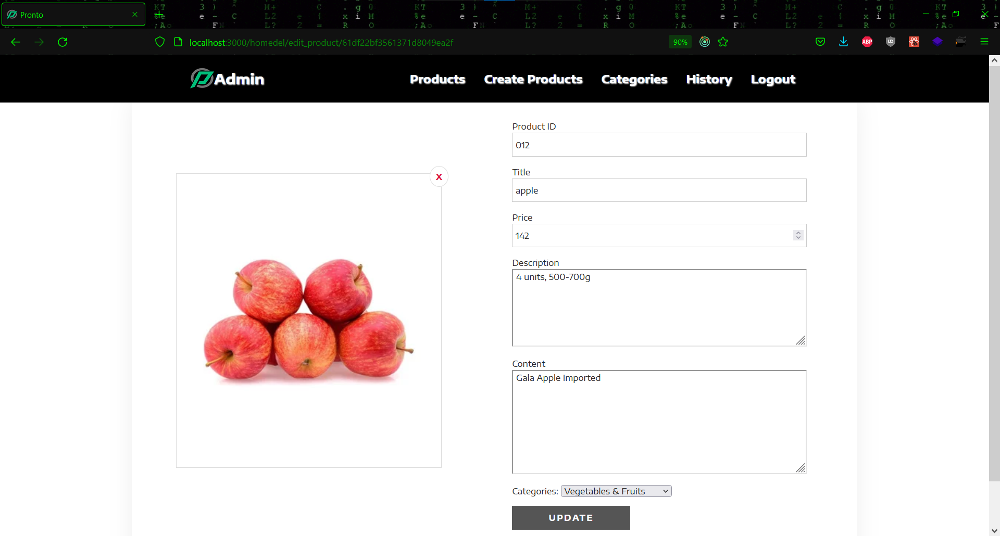 Pronto
localhost:3000/homedel/edit_product/61df22bf3561371d8049ea2f
90%
ABP
Admin
Products
Create Products
Categories
History
Logout
Product ID
012
X
Title
apple
Price
142
Description
4 units, 500-700g
Content
Gala Apple Imported
Categories: Vegetables & Fruits
UPDATE